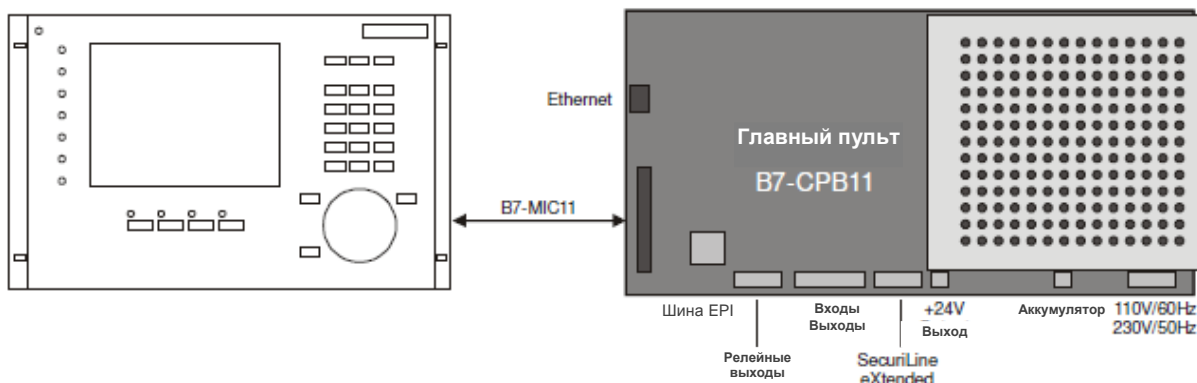 Ethernet
Главный пульт
B7-CPB11
B7-MIC11
Шина EPI
Входы
Выходы
+24V
Выход
Аккумулятор
110V/60Hz
230V/50Hz
Релейные
выходы
SecuriLine
eXtended